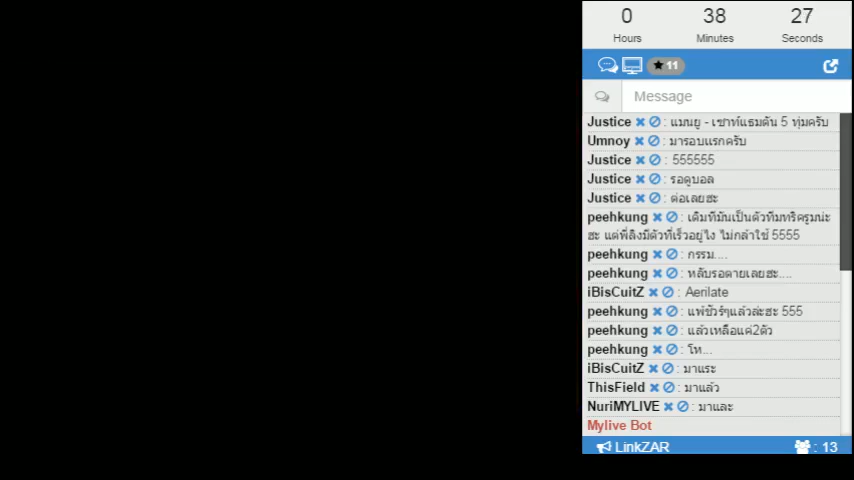 0 38 27
Hours Minutes Seconds
11
Message
Justice : แมนยู - เซาท์แธมตัน 5 ทุ่มครับ
Umnoy : มารอบแรกครับ
Justice : 555555
Justice : รอดูบอล
Justice : ต่อเลยฮะ
peehkung : เดิมทีมันเป็นตัวทีมทริครูมน่ะ
ฮะ แต่พี่ลิงมีตัวที่เร็วอยู่ไง ไม่กล้าใช้ 5555
peehkung : กรรม....
peehkung : หลับรอตายเลยฮะ....
iBisCuitZ : Aerilate
peehkung : แพ้ชัวร์ๆแล้วล่ะฮะ 555
peehkung : แล้วเหลือแค่2ตัว
peehkung : โห...
iBisCuitZ : มาแระ
ThisField : มาแล้ว
NuriMYLIVE : มาและ
Mylive Bot
LinkZAR : 13